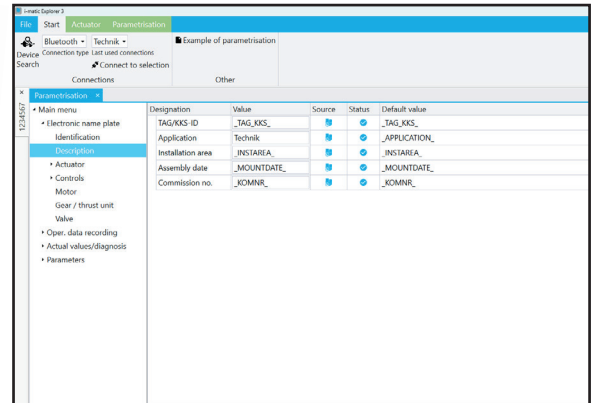 i-matic Explorer 3
File Start Actuator Parametrisation
Bluetooth Technik
Example of parametrisation
Device Search
Connection type Last used connections
Connect to selection
Connections Other
Parametrisation ×
1234567
Main menu
Electronic name plate
Identification
Description
Actuator
Controls
Motor
Gear / thrust unit
Valve
Oper. data recording
Actual values/diagnosis
Parameters
Designation Value Source Status Default value
TAG/KKS-ID _TAG_KKS_ _TAG_KKS_
Application Technik _APPLICATION_
Installation area _INSTAREA_ _INSTAREA_
Assembly date _MOUNTDATE_ _MOUNTDATE_
Commission no. _KOMNR_ _KOMNR_